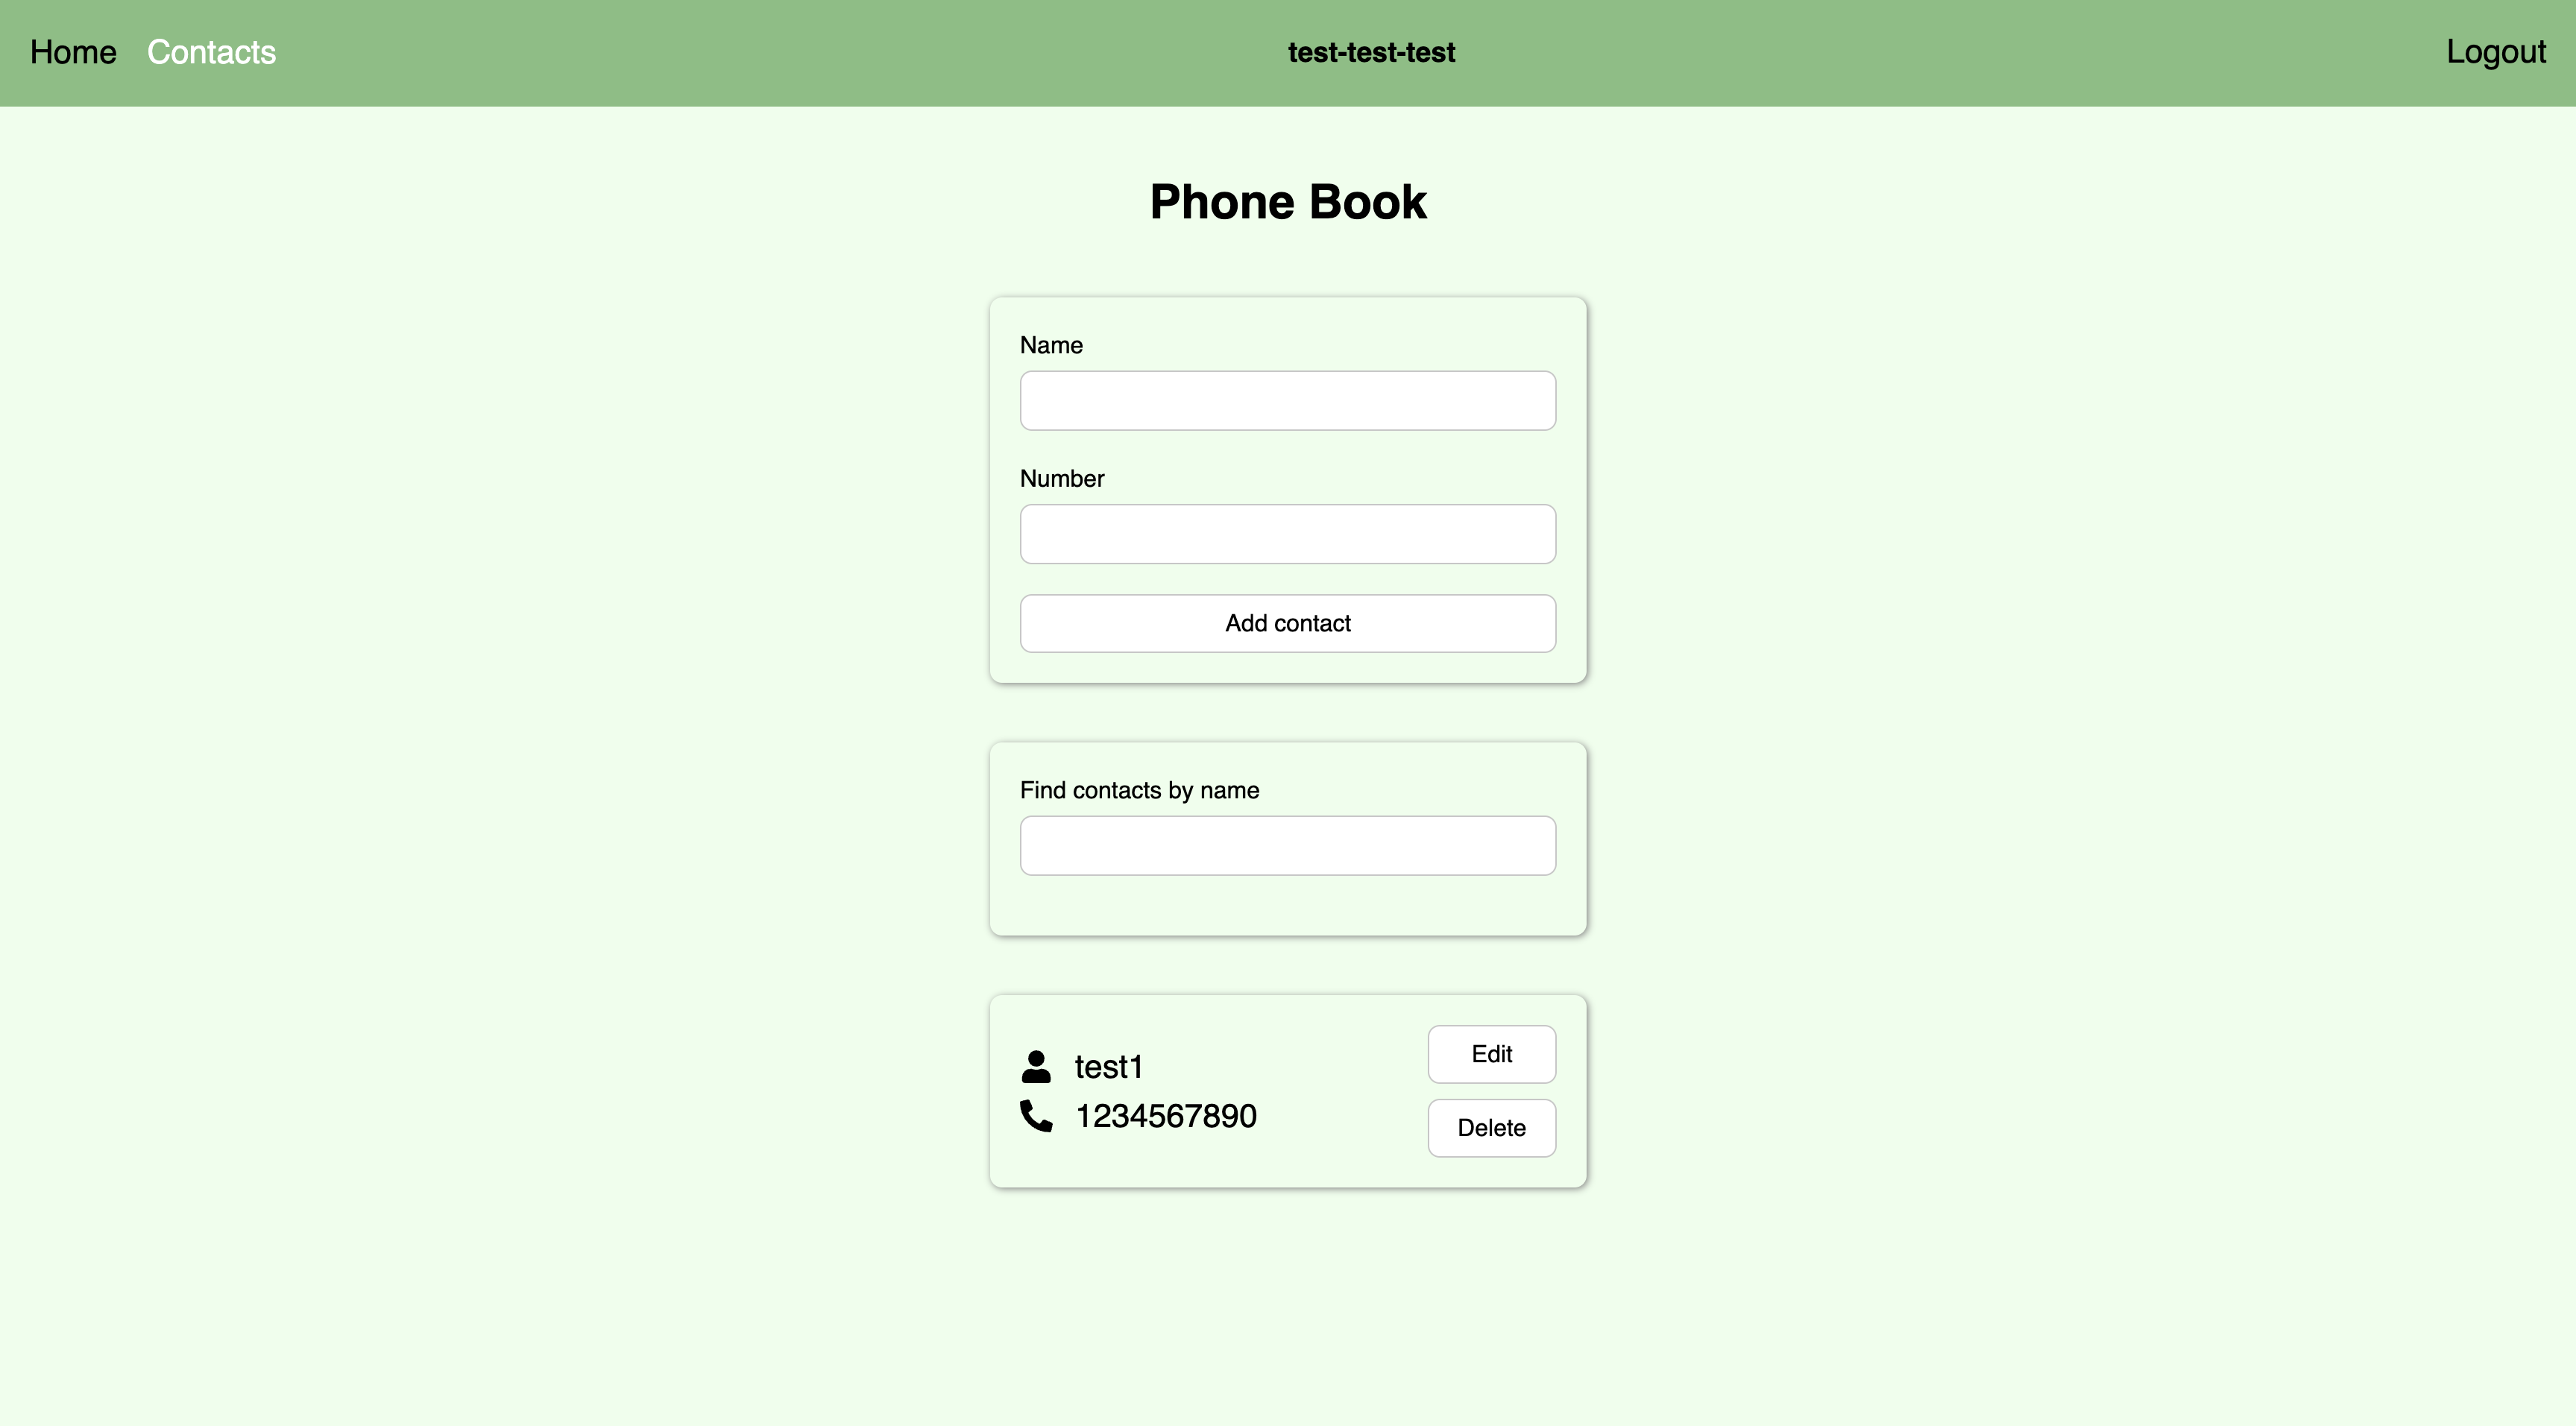 Home Contacts test-test-test Logout
Phone Book
Name
Number
Add contact
Find contacts by name
test1
1234567890
Edit
Delete